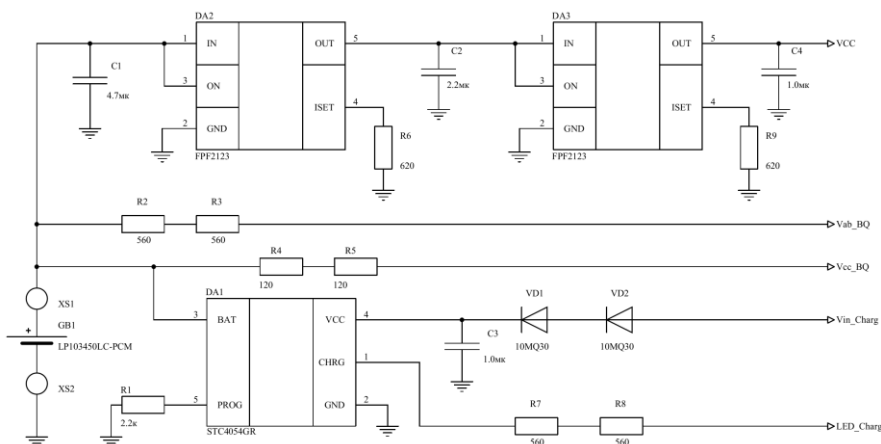 DA2
DA3
1 IN OUT 5
C1
4.7мк
3 ON
ISET 4
2 GND
FPF2123
R6
620
C2
2.2мк
1 IN OUT 5
3 ON
ISET 4
2 GND
FPF2123
R9
620
C4
1.0мк
VCC
R2 R3
560 560
Vab_BQ
R4 R5
120 120
Vcc_BQ
XS1
GB1
+
LP103450LC-PCM
XS2
DA1
3 BAT VCC 4
CHRG 1
5 PROG GND 2
STC4054GR
R1
2.2к
C3
1.0мк
VD1 VD2
10MQ30 10MQ30
Vin_Charg
R7 R8
560 560
LED_Charg